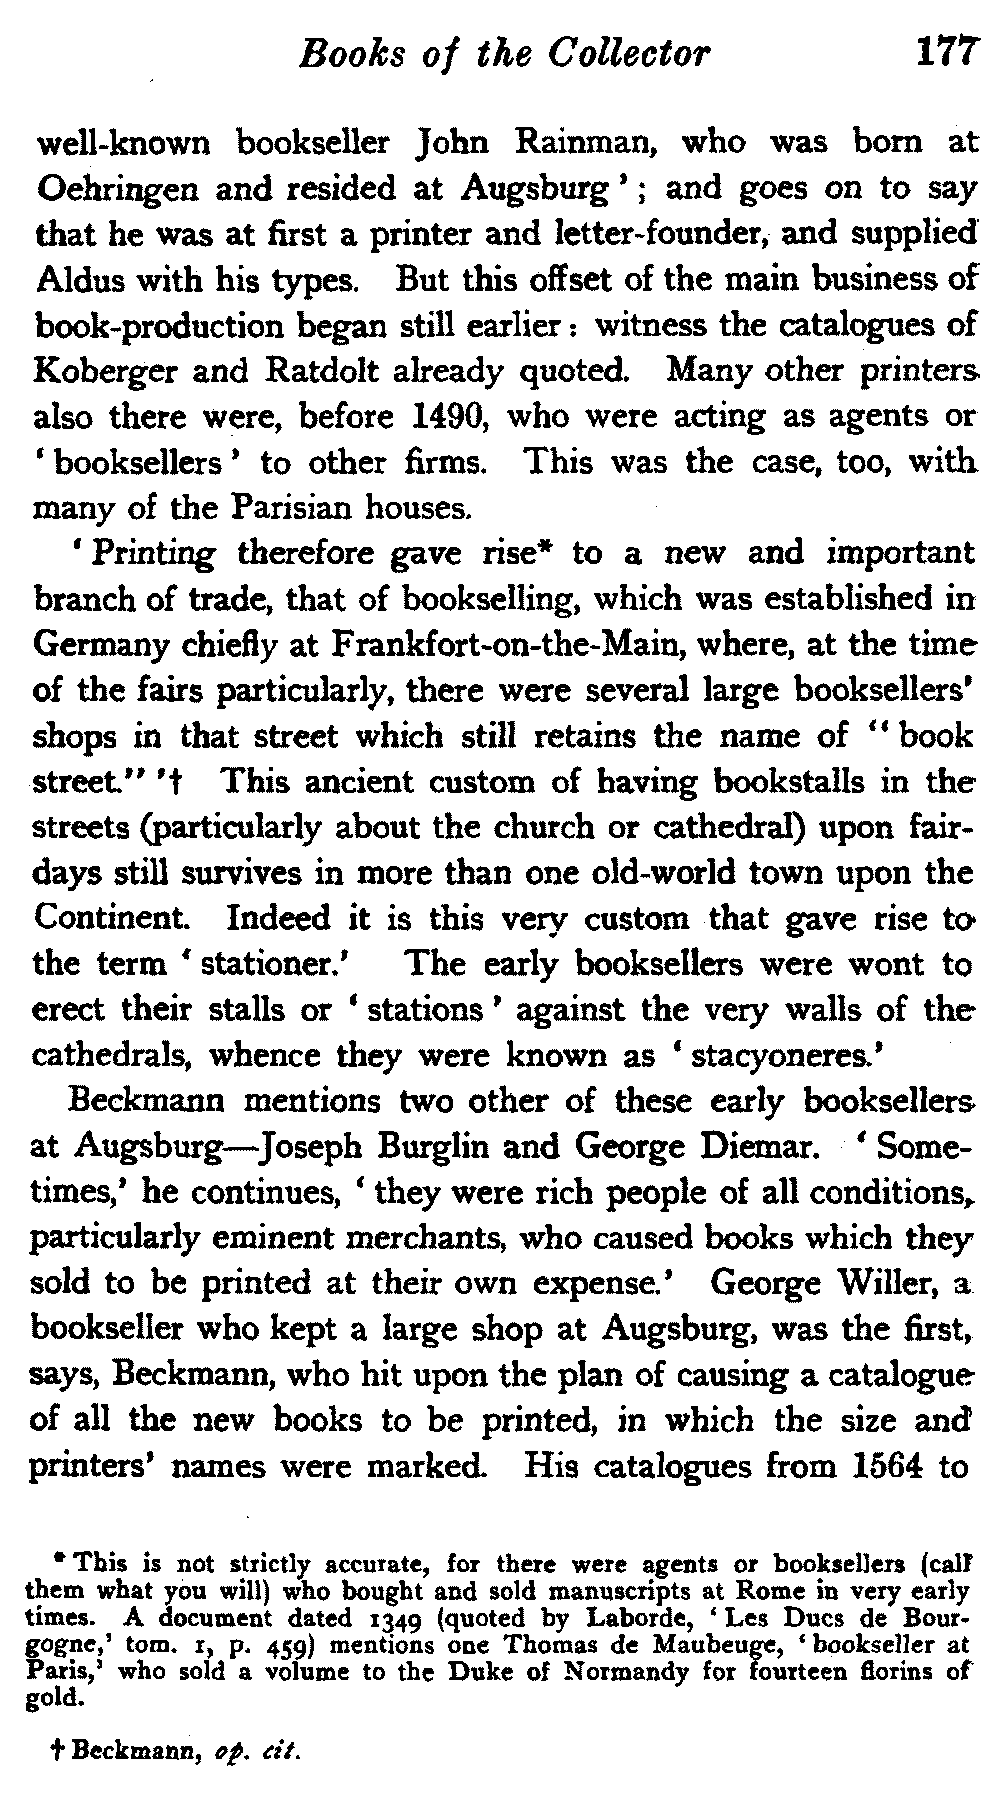 Books of the Collector 177
well-known bookseller John Rainman, who was born at
Oehringen and resided at Augsburg ' ; and goes on to say
that he was at first a printer and letter-founder, and supplied
Aldus with his types. But this offset of the main business of
book-production began still earlier : witness the catalogues of
Koberger and Ratdolt already quoted. Many other printers
also there were, before 1490, who were acting as agents or
' booksellers ' to other firms. This was the case, too, with
many of the Parisian houses.
' Printing therefore gave rise* to a new and important
branch of trade, that of bookselling, which was established in
Germany chiefly at Frankfort-on-the-Main, where, at the time
of the fairs particularly, there were several large booksellers'
shops in that street which still retains the name of " book
street." '† This ancient custom of having bookstalls in the
streets (particularly about the church or cathedral) upon fair-
days still survives in more than one old-world town upon the
Continent. Indeed it is this very custom that gave rise to
the term ' stationer.' The early booksellers were wont to
erect their stalls or ' stations ' against the very walls of the
cathedrals, whence they were known as ' stacyoneres.'
Beckmann mentions two other of these early booksellers
at Augsburg—Joseph Burglin and George Diemar. ' Some-
times,' he continues, ' they were rich people of all conditions,
particularly eminent merchants, who caused books which they
sold to be printed at their own expense.' George Willer, a
bookseller who kept a large shop at Augsburg, was the first,
says, Beckmann, who hit upon the plan of causing a catalogue
of all the new books to be printed, in which the size and
printers' names were marked. His catalogues from 1564 to
* This is not strictly accurate, for there were agents or booksellers (call
them what you will) who bought and sold manuscripts at Rome in very early
times. A document dated 1349 (quoted by Laborde, ' Les Ducs de Bour-
gogne,' tom. 1, p. 459) mentions one Thomas de Maubeuge, ' bookseller at
Paris,' who sold a volume to the Duke of Normandy for fourteen florins of
gold.
† Beckmann, op. cit.